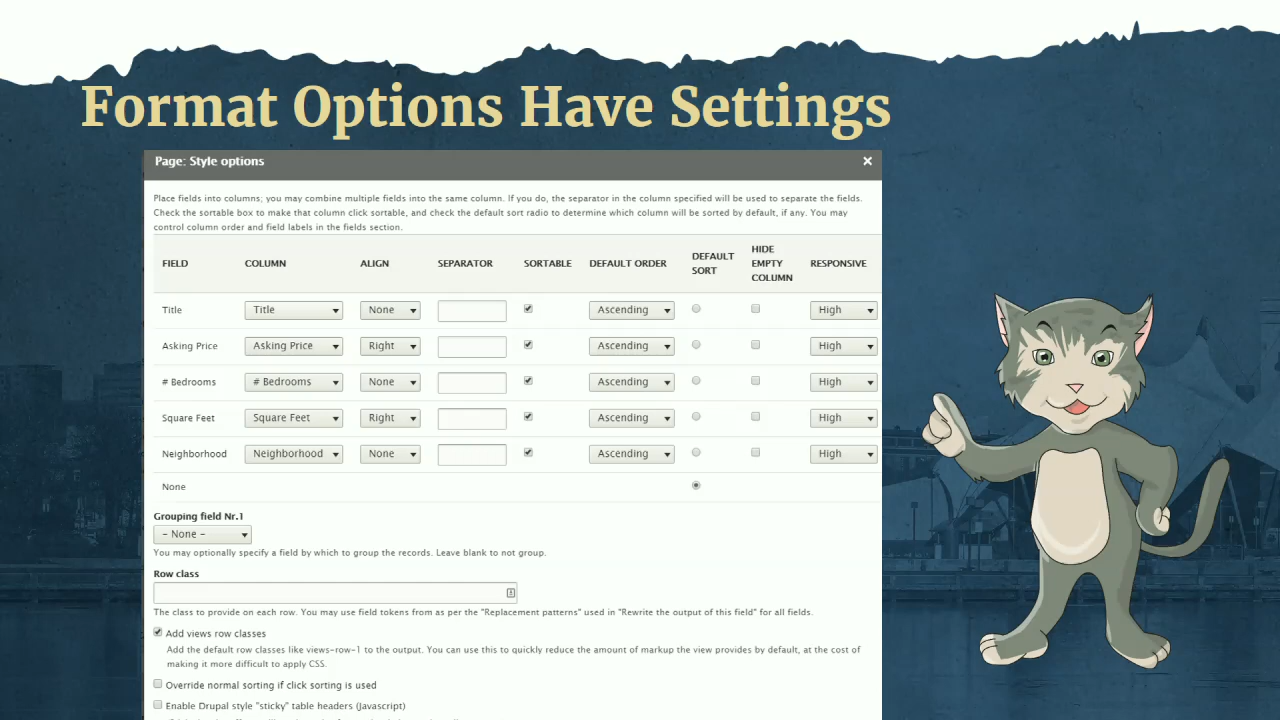 Format Options Have Settings
Page: Style options
Place fields into columns; you may combine multiple fields into the same column. If you do, the separator in the column specified will be used to separate the fields.
Check the sortable box to make that column click sortable, and check the default sort radio to determine which column will be sorted by default, if any. You may
control column order and field labels in the fields section.
FIELD COLUMN ALIGN SEPARATOR SORTABLE DEFAULT ORDER DEFAULT SORT HIDE EMPTY COLUMN RESPONSIVE
Title Title None Ascending High
Asking Price Asking Price Right Ascending High
# Bedrooms # Bedrooms None Ascending High
Square Feet Square Feet Right Ascending High
Neighborhood Neighborhood None Ascending High
None
Grouping field Nr.1
- None -
You may optionally specify a field by which to group the records. Leave blank to not group.
Row class
The class to provide on each row. You may use field tokens from as per the "Replacement patterns" used in "Rewrite the output of this field" for all fields.
Add views row classes
Add the default row classes like views-row-1 to the output. You can use this to quickly reduce the amount of markup the view provides by default, at the cost of
making it more difficult to apply CSS.
Override normal sorting if click sorting is used
Enable Drupal style "sticky" table headers (Javascript)